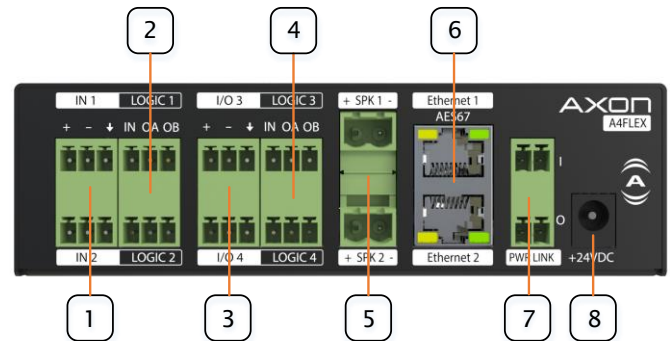 2 4 6
IN 1 LOGIC 1 I/O 3 LOGIC 3 + SPK 1 - Ethernet 1
AES67
AXON
A4FLEX
+ - IN OA OB + - IN OA OB
I
A
O
IN 2 LOGIC 2 I/O 4 LOGIC 4 + SPK 2 - Ethernet 2 PWR LINK +24VDC
1 3 5 7 8